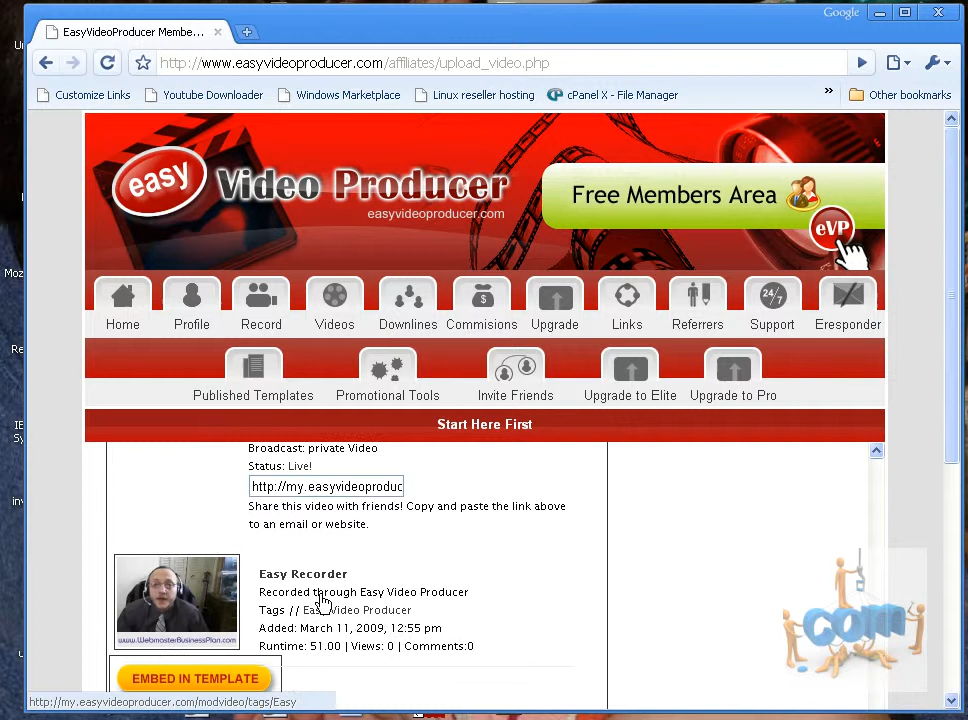 Google
EasyVideoProducer Membe...
http://www.easyvideoproducer.com/affiliates/upload_video.php
Customize Links Youtube Downloader Windows Marketplace Linux reseller hosting cPanel X - File Manager » Other bookmarks
easy Video Producer
easyvideoproducer.com
Free Members Area
eVP
24/7
Home Profile Record Videos Downlines Commisions Upgrade Links Referrers Support Eresponder
Published Templates Promotional Tools Invite Friends Upgrade to Elite Upgrade to Pro
Start Here First
Broadcast: private Video
Status: Live!
http://my.easyvideoproduc
Share this video with friends! Copy and paste the link above
to an email or website.
Easy Recorder
Recorded through Easy Video Producer
Tags // Easy Video Producer
Added: March 11, 2009, 12:55 pm
Runtime: 51.00 | Views: 0 | Comments:0
www.WebmasterBusinessPlan.com
EMBED IN TEMPLATE
com
http://my.easyvideoproducer.com/modvideo/tags/Easy